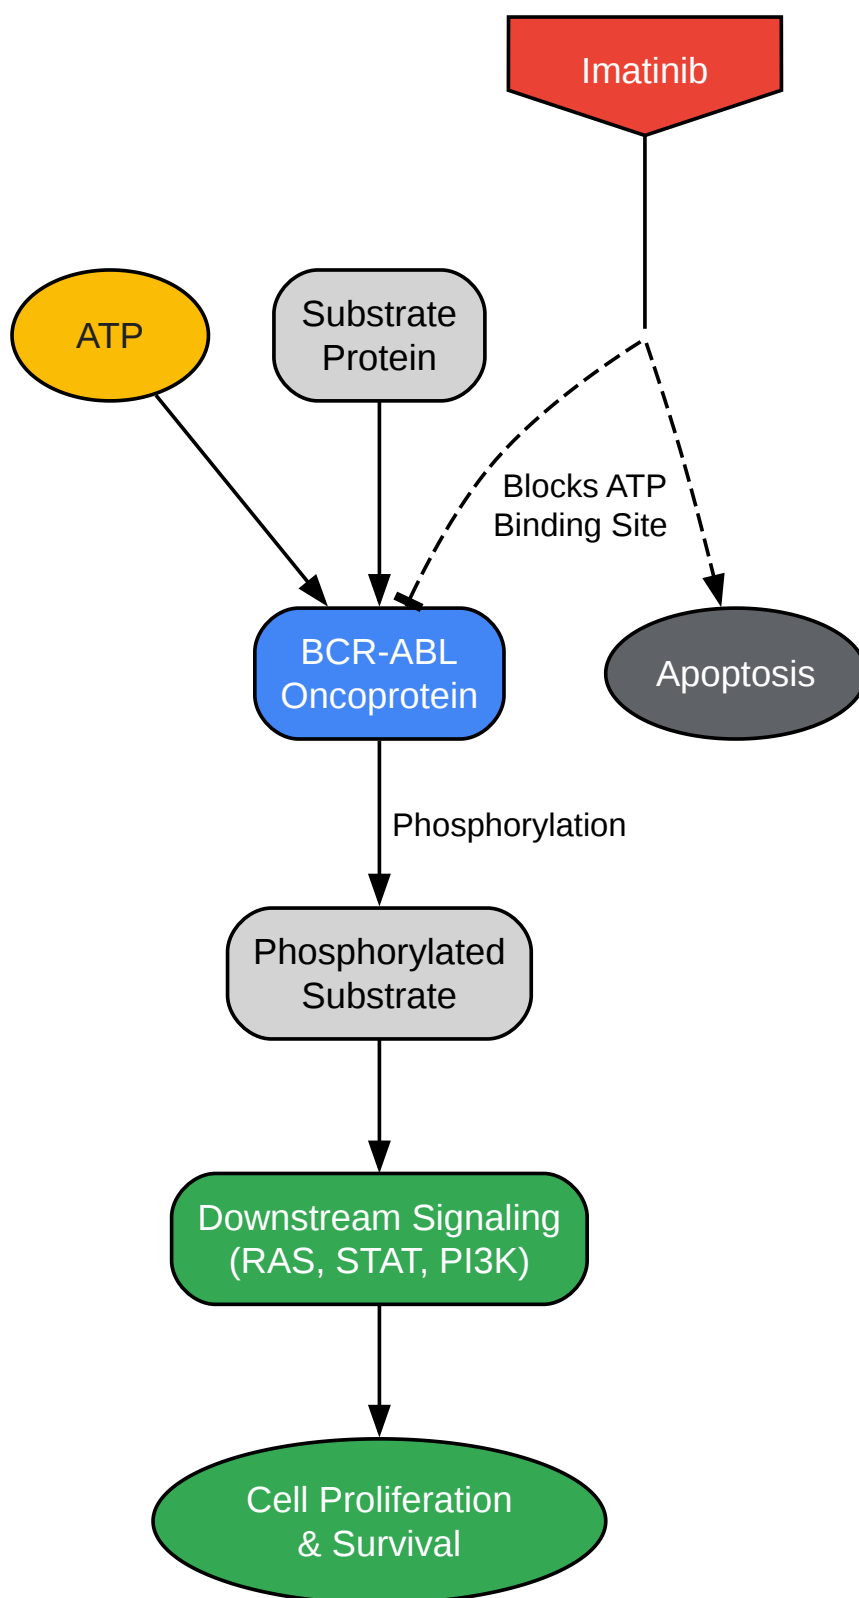 Imatinib
ATP
Substrate
Protein
Blocks ATP
Binding Site
BCR-ABL
Oncoprotein
Apoptosis
Phosphorylation
Phosphorylated
Substrate
Downstream Signaling
(RAS, STAT, PI3K)
Cell Proliferation
& Survival